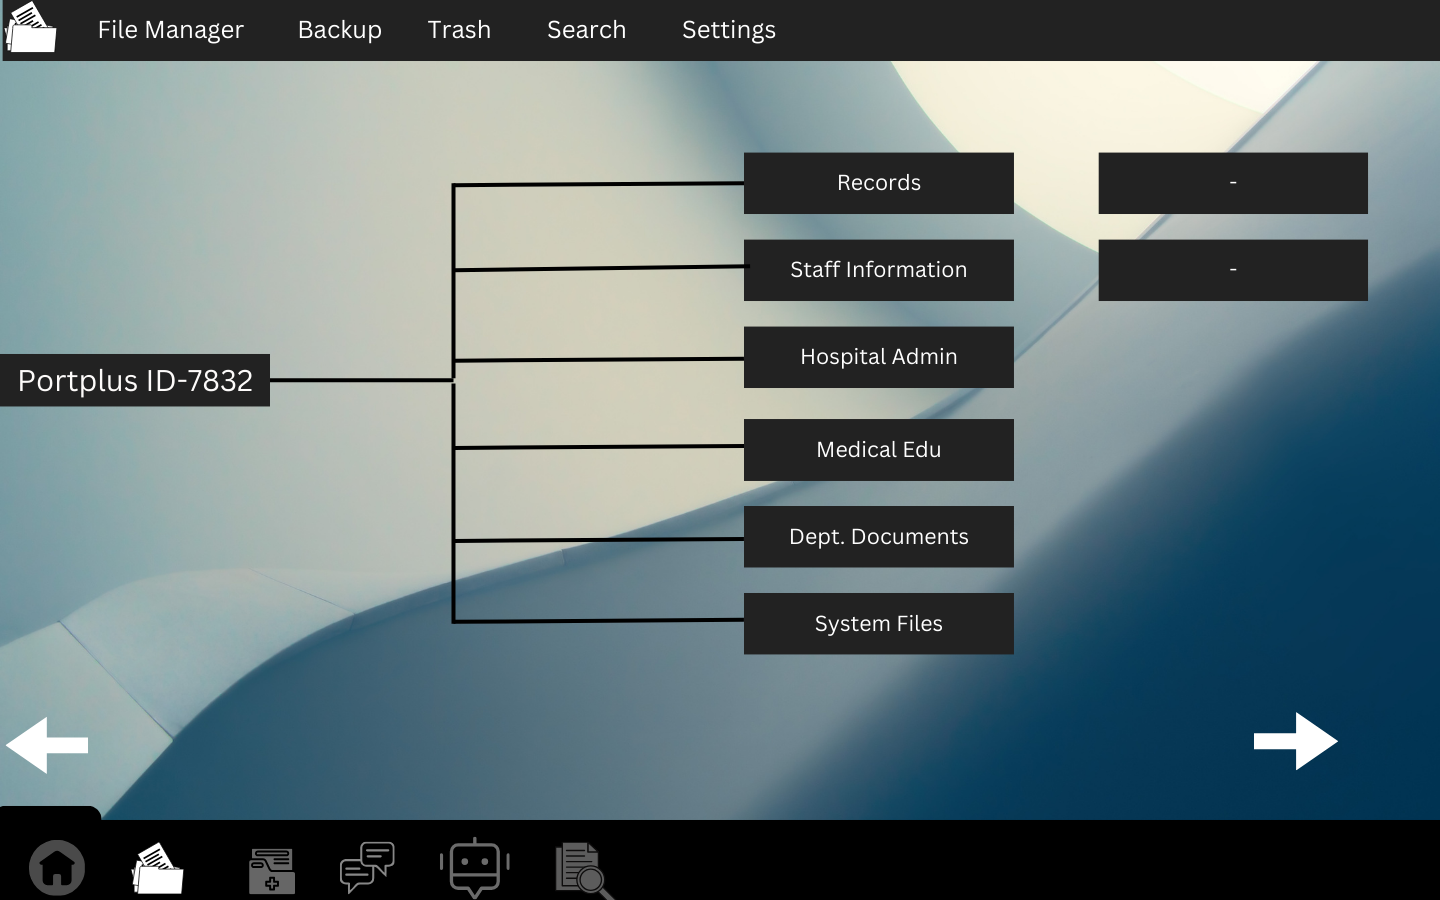 File Manager
Backup
Trash
Search
Settings
Records
-
Staff Information
-
Hospital Admin
Portplus ID-7832
Medical Edu
Dept. Documents
System Files